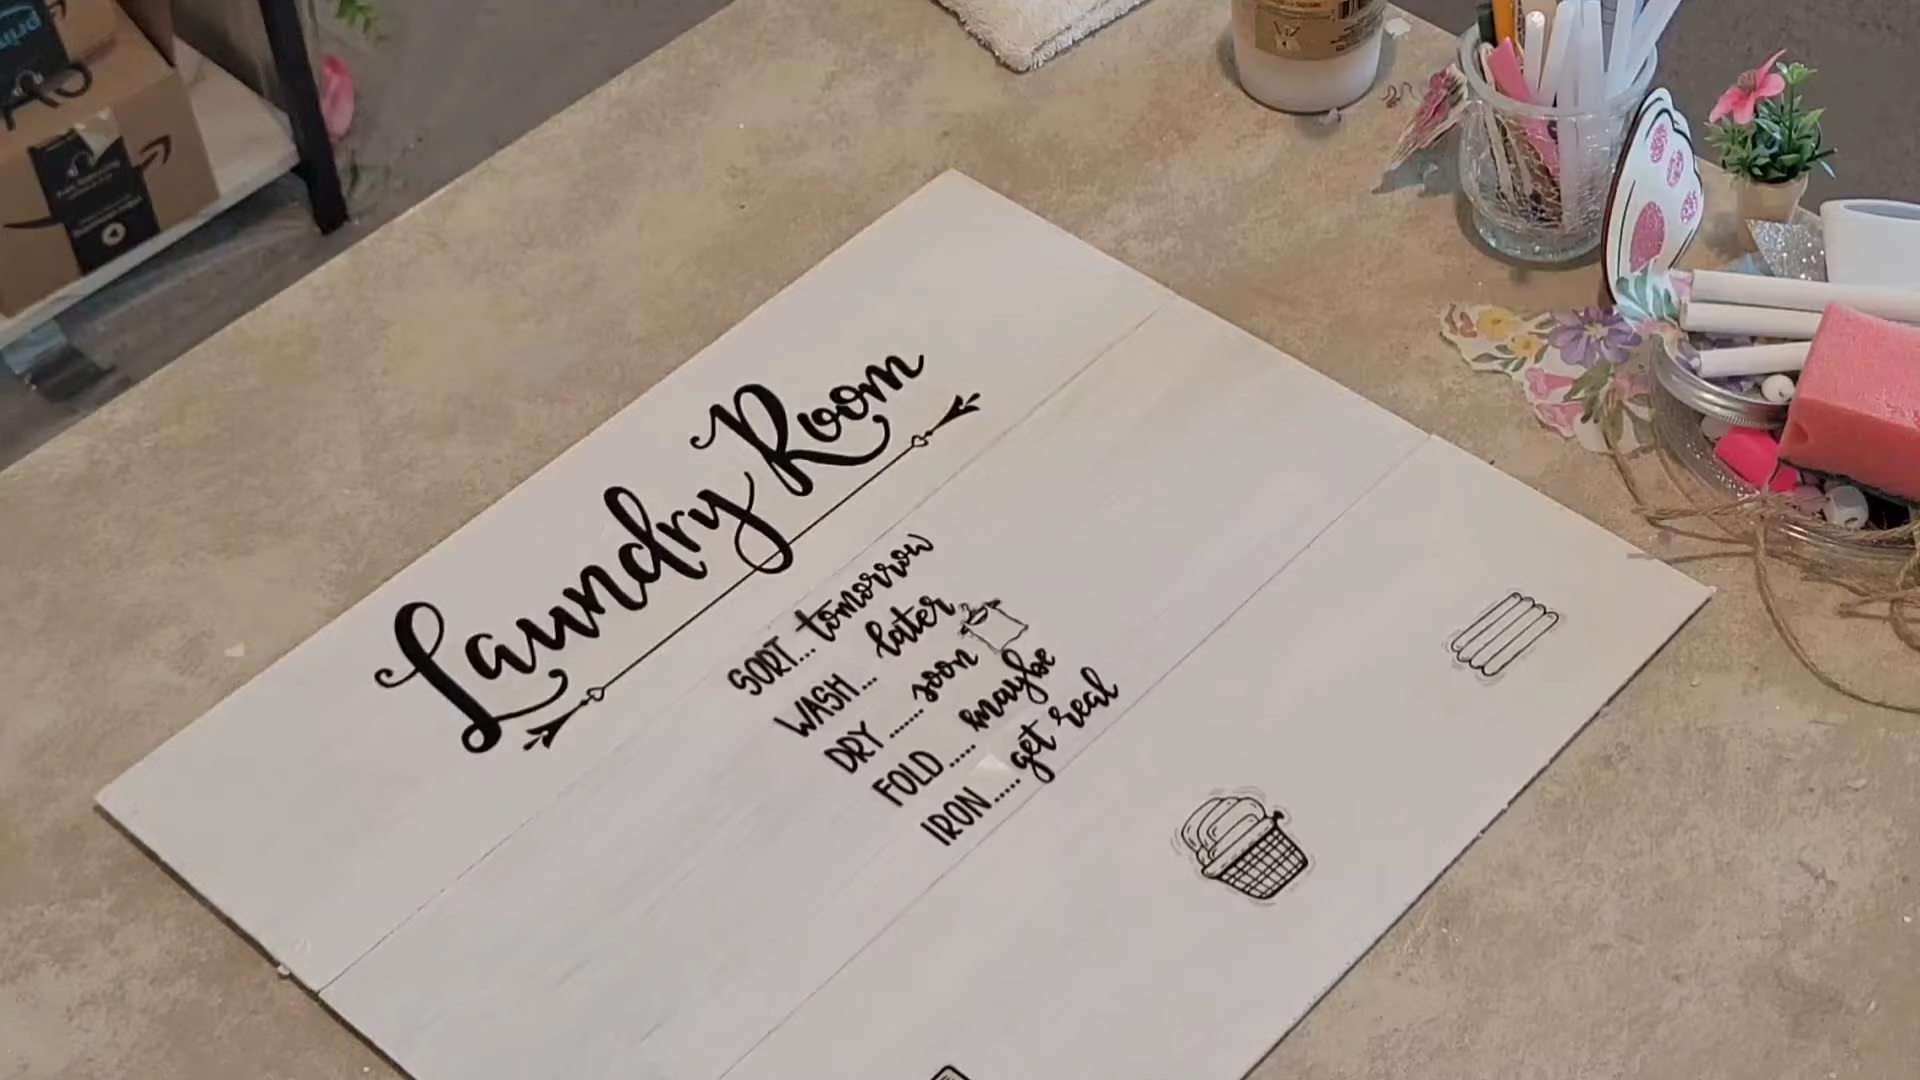 Laundry Room
SORT... tomorrow
WASH... later
DRY ...... soon
FOLD ..... maybe
IRON..... get real